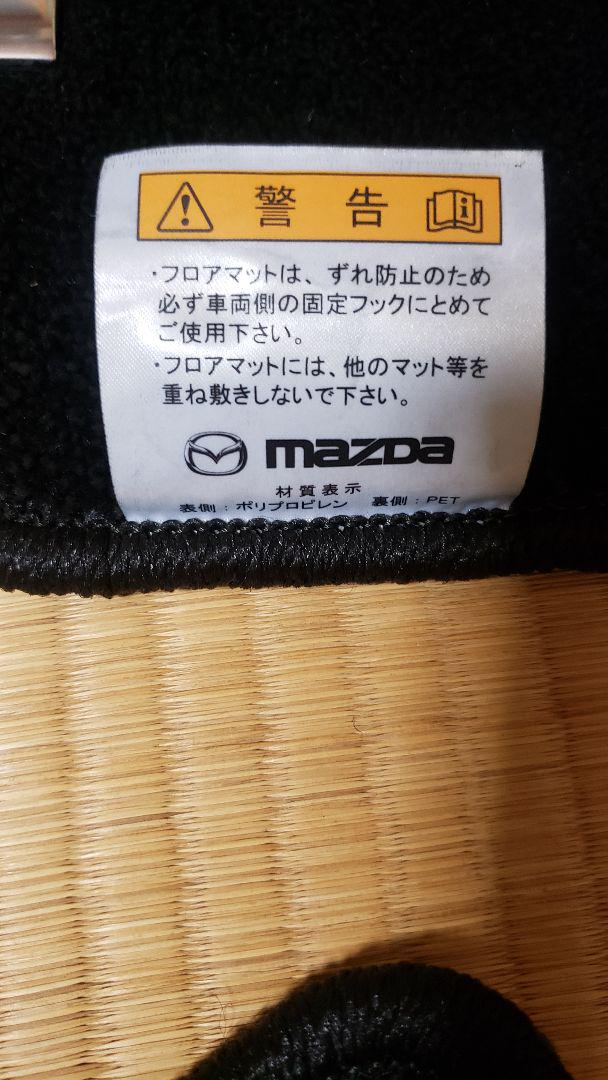 警告
・フロアマットは、ずれ防止のため
必ず車両側の固定フックにとめて
ご使用下さい。
・フロアマットには、他のマット等を
重ね敷きしないで下さい。
mazda
材質表示
表側：ポリプロピレン　裏側：PET